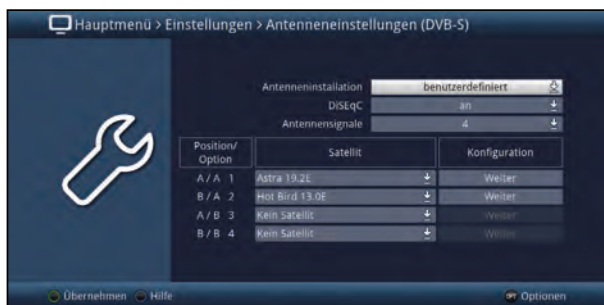 Hauptmenü > Einstellungen > Antenneneinstellungen (DVB-S)
Antenneninstallation benutzerdefiniert
DiSEqC an
Antennensignale 4
Position/ Option Satellit Konfiguration
A / A 1 Astra 19.2E Weiter
B / A 2 Hot Bird 13.0E Weiter
A / B 3 Kein Satellit Weiter
B / B 4 Kein Satellit Weiter
Übernehmen Hilfe OPT Optionen